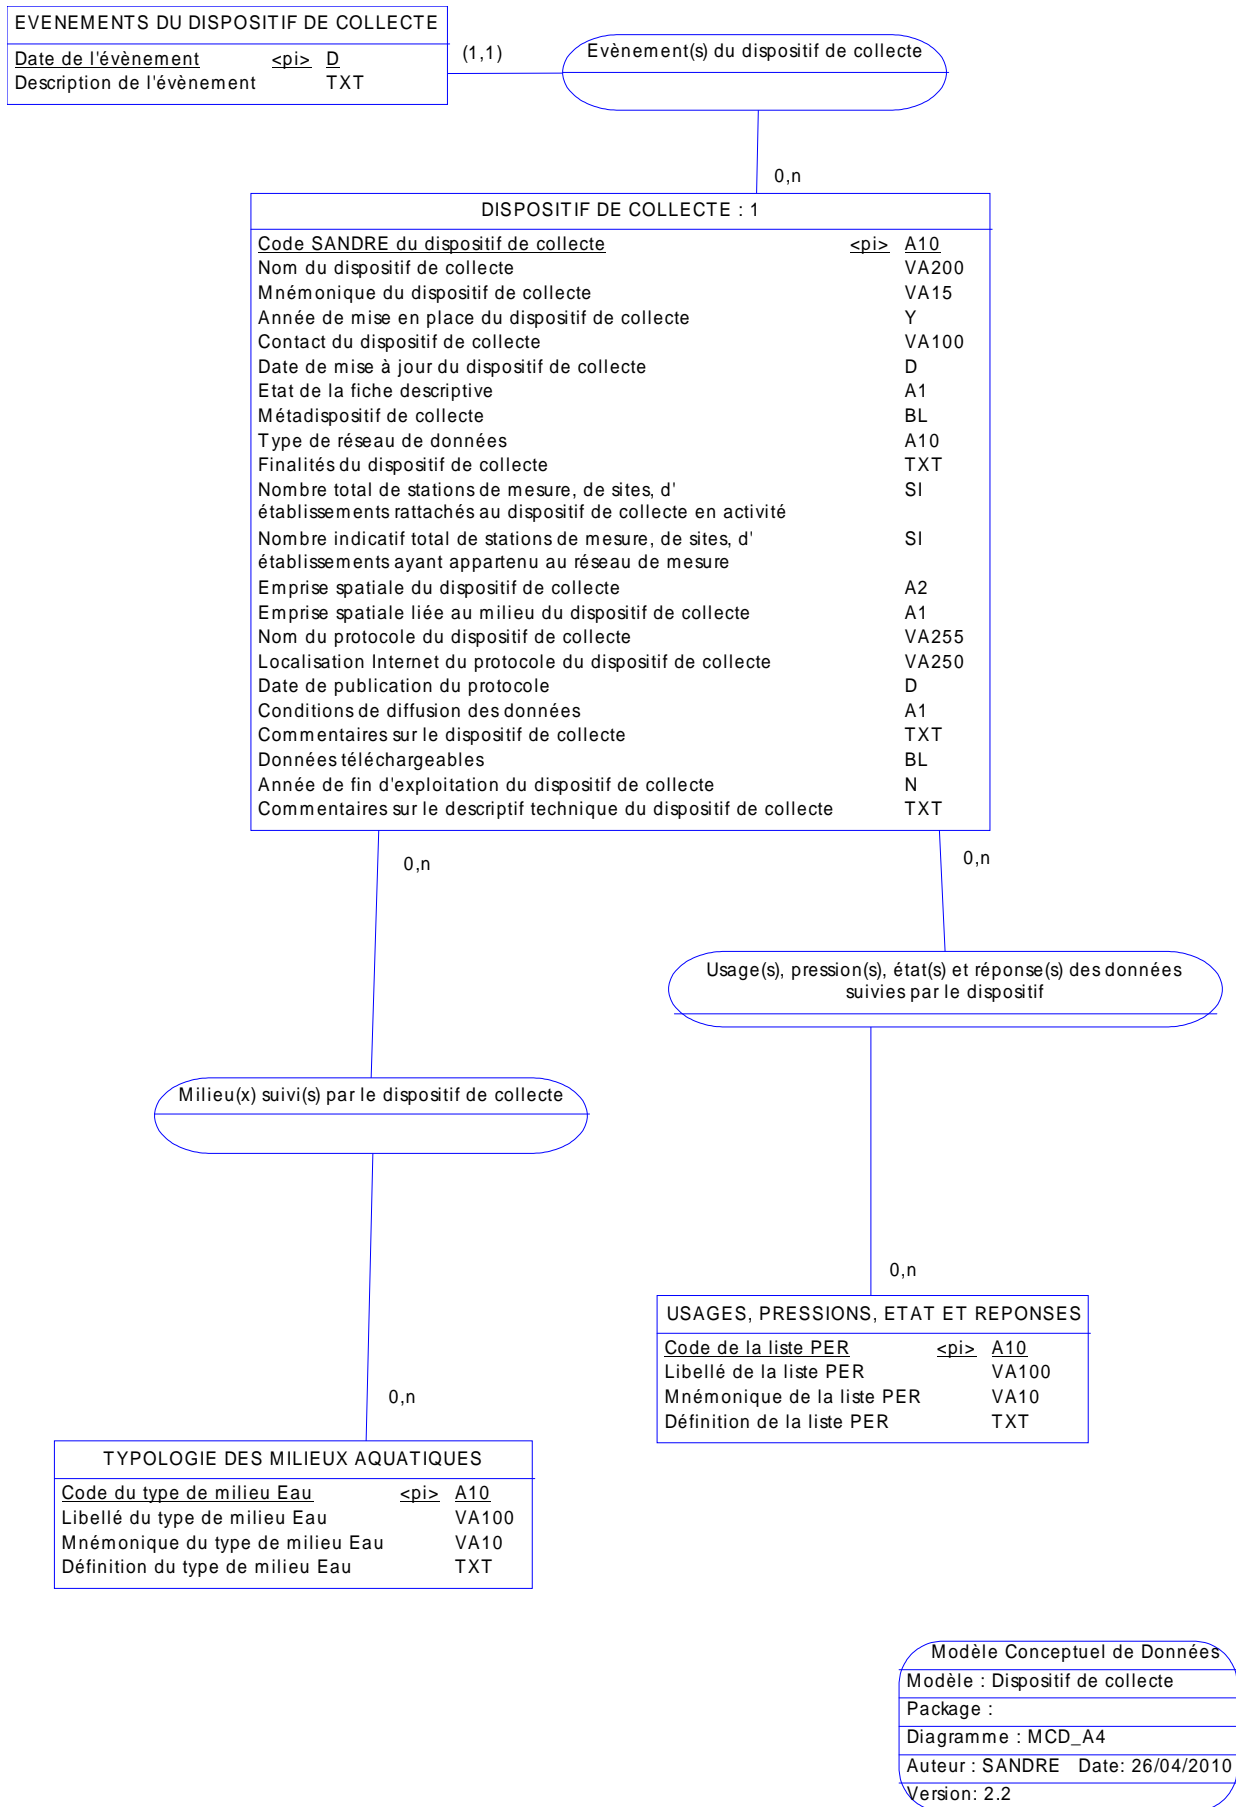 EVENEMENTS DU DISPOSITIF DE COLLECTE
Date de l'évènement <pi> D
Description de l'évènement TXT
(1,1)
Evènement(s) du dispositif de collecte
0,n
DISPOSITIF DE COLLECTE : 1
Code SANDRE du dispositif de collecte <pi> A10
Nom du dispositif de collecte VA200
Mnémonique du dispositif de collecte VA15
Année de mise en place du dispositif de collecte Y
Contact du dispositif de collecte VA100
Date de mise à jour du dispositif de collecte D
Etat de la fiche descriptive A1
Métadispositif de collecte BL
Type de réseau de données A10
Finalités du dispositif de collecte TXT
Nombre total de stations de mesure, de sites, d' SI
établissements rattachés au dispositif de collecte en activité
Nombre indicatif total de stations de mesure, de sites, d' SI
établissements ayant appartenu au réseau de mesure
Emprise spatiale du dispositif de collecte A2
Emprise spatiale liée au milieu du dispositif de collecte A1
Nom du protocole du dispositif de collecte VA255
Localisation Internet du protocole du dispositif de collecte VA250
Date de publication du protocole D
Conditions de diffusion des données A1
Commentaires sur le dispositif de collecte TXT
Données téléchargeables BL
Année de fin d'exploitation du dispositif de collecte N
Commentaires sur le descriptif technique du dispositif de collecte TXT
0,n
0,n
Usage(s), pression(s), état(s) et réponse(s) des données
suivies par le dispositif
Milieu(x) suivi(s) par le dispositif de collecte
0,n
USAGES, PRESSIONS, ETAT ET REPONSES
Code de la liste PER <pi> A10
Libellé de la liste PER VA100
Mnémonique de la liste PER VA10
Définition de la liste PER TXT
0,n
TYPOLOGIE DES MILIEUX AQUATIQUES
Code du type de milieu Eau <pi> A10
Libellé du type de milieu Eau VA100
Mnémonique du type de milieu Eau VA10
Définition du type de milieu Eau TXT
Modèle Conceptuel de Données
Modèle : Dispositif de collecte
Package :
Diagramme : MCD_A4
Auteur : SANDRE Date: 26/04/2010
Version: 2.2